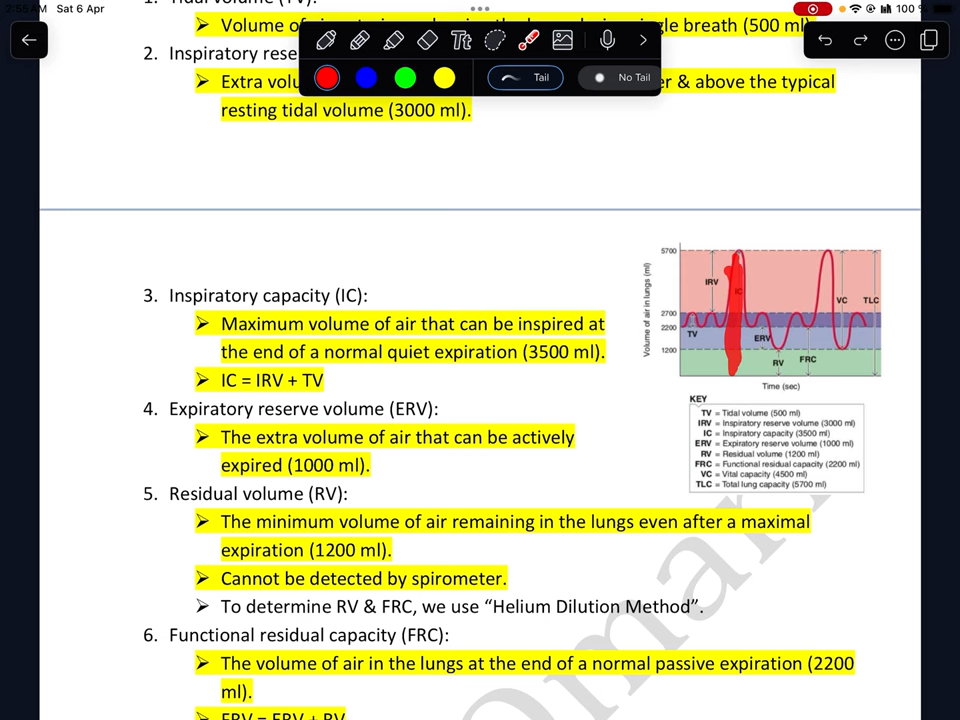 2:55 AM Sat 6 Apr
100 %
Tt
Tail
No Tail
gle breath (500 ml)
2. Inspiratory rese
➢ Extra volu er & above the typical
resting tidal volume (3000 ml).
3. Inspiratory capacity (IC):
➢ Maximum volume of air that can be inspired at
the end of a normal quiet expiration (3500 ml).
➢ IC = IRV + TV
4. Expiratory reserve volume (ERV):
➢ The extra volume of air that can be actively
expired (1000 ml).
5. Residual volume (RV):
➢ The minimum volume of air remaining in the lungs even after a maximal
expiration (1200 ml).
➢ Cannot be detected by spirometer.
➢ To determine RV & FRC, we use “Helium Dilution Method”.
6. Functional residual capacity (FRC):
➢ The volume of air in the lungs at the end of a normal passive expiration (2200
ml).
➢ FRV = ERV + RV
Volume of air in lungs (ml)
5700
2700
2200
1200
IRV
IC
VC
TLC
TV
ERV
RV
FRC
Time (sec)
KEY
TV = Tidal volume (500 ml)
IRV = Inspiratory reserve volume (3000 ml)
IC = Inspiratory capacity (3500 ml)
ERV = Expiratory reserve volume (1000 ml)
RV = Residual volume (1200 ml)
FRC = Functional residual capacity (2200 ml)
VC = Vital capacity (4500 ml)
TLC = Total lung capacity (5700 ml)